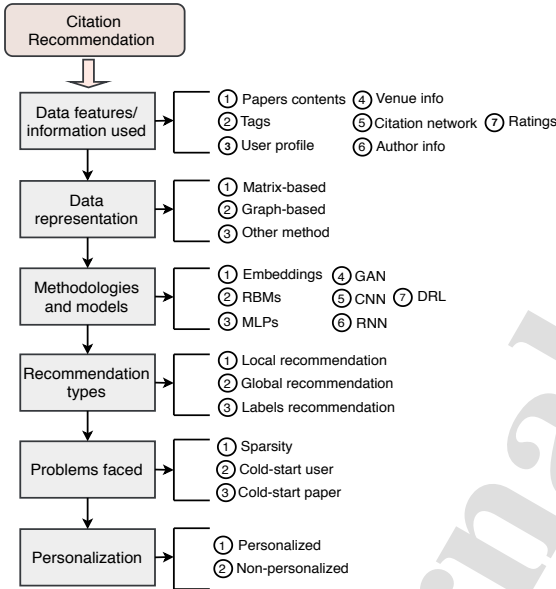 Citation
Recommendation
Data features/
information used
① Papers contents ④ Venue info
② Tags ⑤ Citation network ⑦ Ratings
③ User profile ⑥ Author info
Data
representation
① Matrix-based
② Graph-based
③ Other method
Methodologies
and models
① Embeddings ④ GAN
② RBMs ⑤ CNN ⑦ DRL
③ MLPs ⑥ RNN
Recommendation
types
① Local recommendation
② Global recommendation
③ Labels recommendation
Problems faced
① Sparsity
② Cold-start user
③ Cold-start paper
Personalization
① Personalized
② Non-personalized